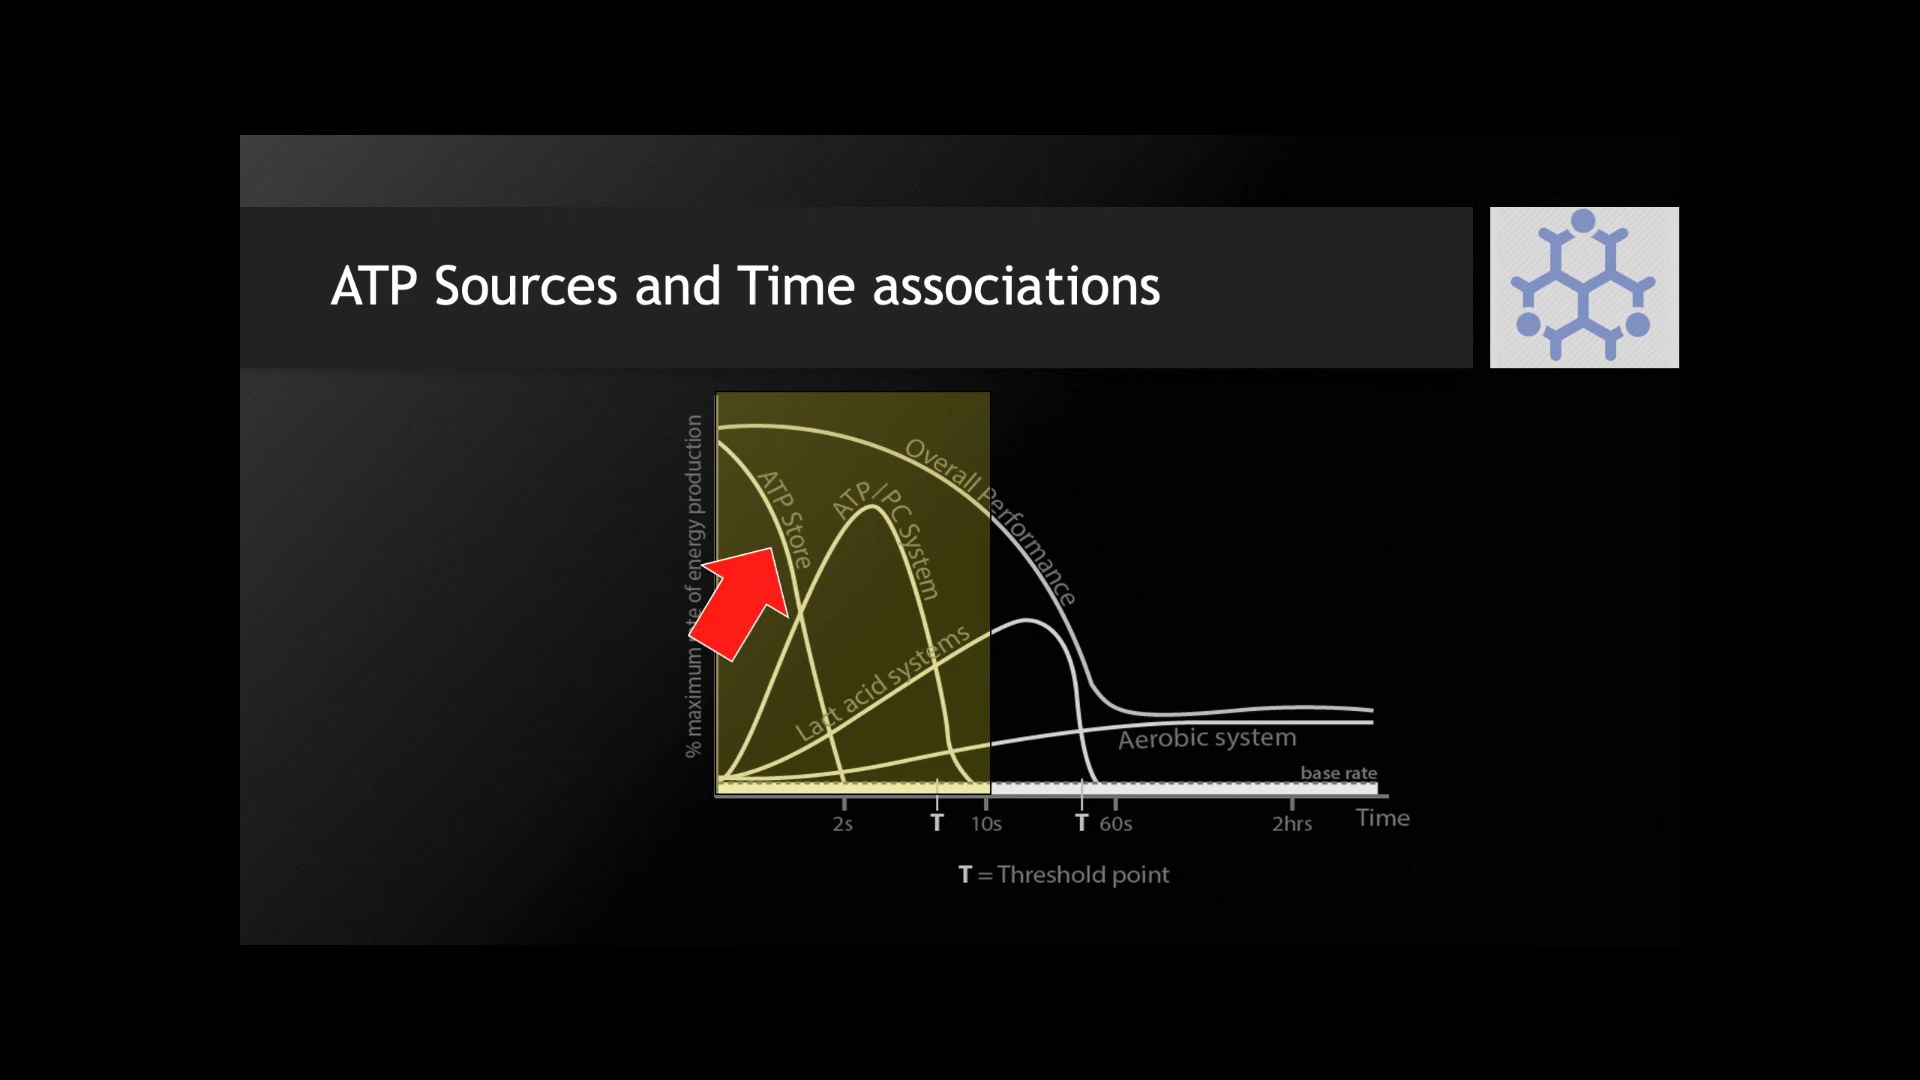 ATP Sources and Time associations
% maximum rate of energy production
ATP Store
ATP/PC System
Overall Performance
Lact acid systems
Aerobic system
base rate
2s
T
10s
T
60s
2hrs
Time
T = Threshold point